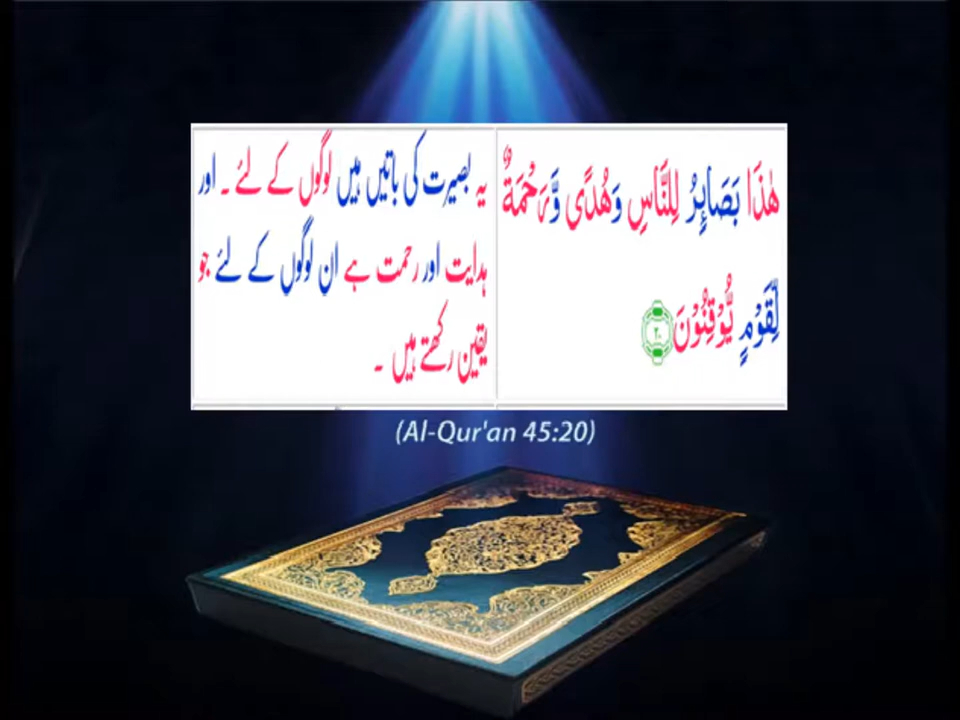 هٰذَا بَصَآئِرُ لِلنَّاسِ وَهُدًى وَّرَحْمَةٌ
لِّقَوْمٍ يُّوْقِنُوْنَ ۲۰
یہ بصیرت کی باتیں ہیں لوگوں کے لئے ۔ اور
ہدایت اور رحمت ہے ان لوگوں کے لئے جو
یقین رکھتے ہیں ۔
(Al-Qur'an 45:20)